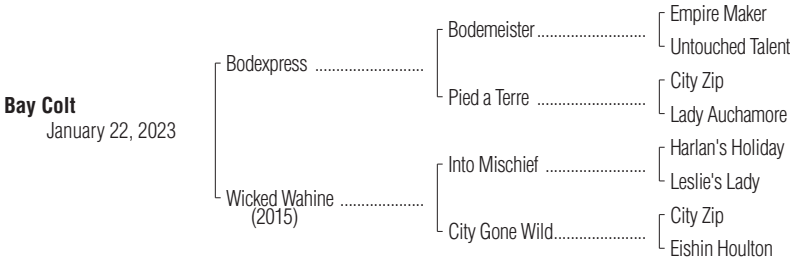 Empire Maker
Bodemeister........................
Untouched Talent
Bodexpress ........................
City Zip
Pied a Terre ........................
Lady Auchamore
Bay Colt
January 22, 2023
Harlan's Holiday
Into Mischief ......................
Leslie's Lady
Wicked Wahine ..................
(2015)
City Zip
City Gone Wild....................
Eishin Houlton